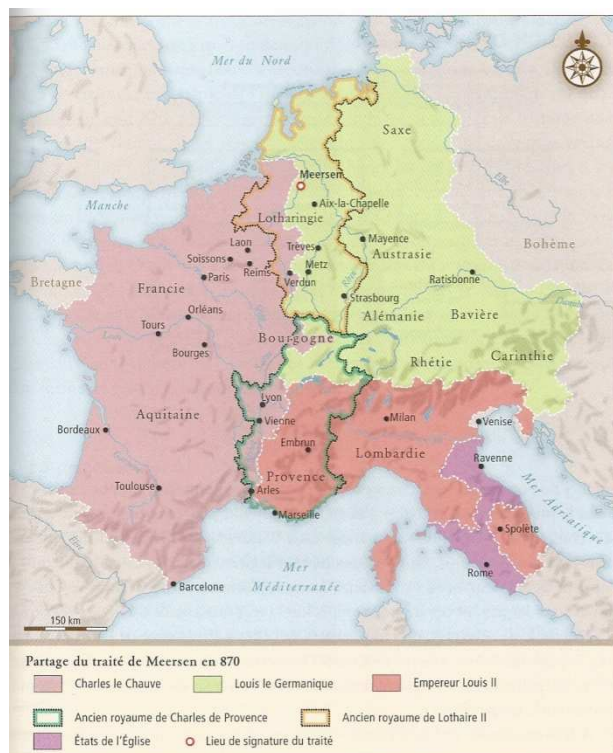 Mer du Nord
Saxe
Meersen
Manche
Aix-la-Chapelle
Lotharingie
Bohème
Laon
Trèves
Mayence
Soissons
Austrasie
Reims
Metz
Paris
Verdun
Bretagne
Francie
Strasbourg
Ratisbonne
Orléans
Alémanie
Bavière
Tours
Bourgogne
Bourges
Rhétie
Carinthie
Lyon
Aquitaine
Vienne
Milan
Venise
Bordeaux
Embrun
Lombardie
Ravenne
Provence
Toulouse
Arles
Mer Adriatique
Marseille
Spolète
Mer
Méditerranée
Rome
Barcelone
150 km
Partage du traité de Meersen en 870
Charles le Chauve
Louis le Germanique
Empereur Louis II
Ancien royaume de Charles de Provence
Ancien royaume de Lothaire II
États de l'Église
Lieu de signature du traité